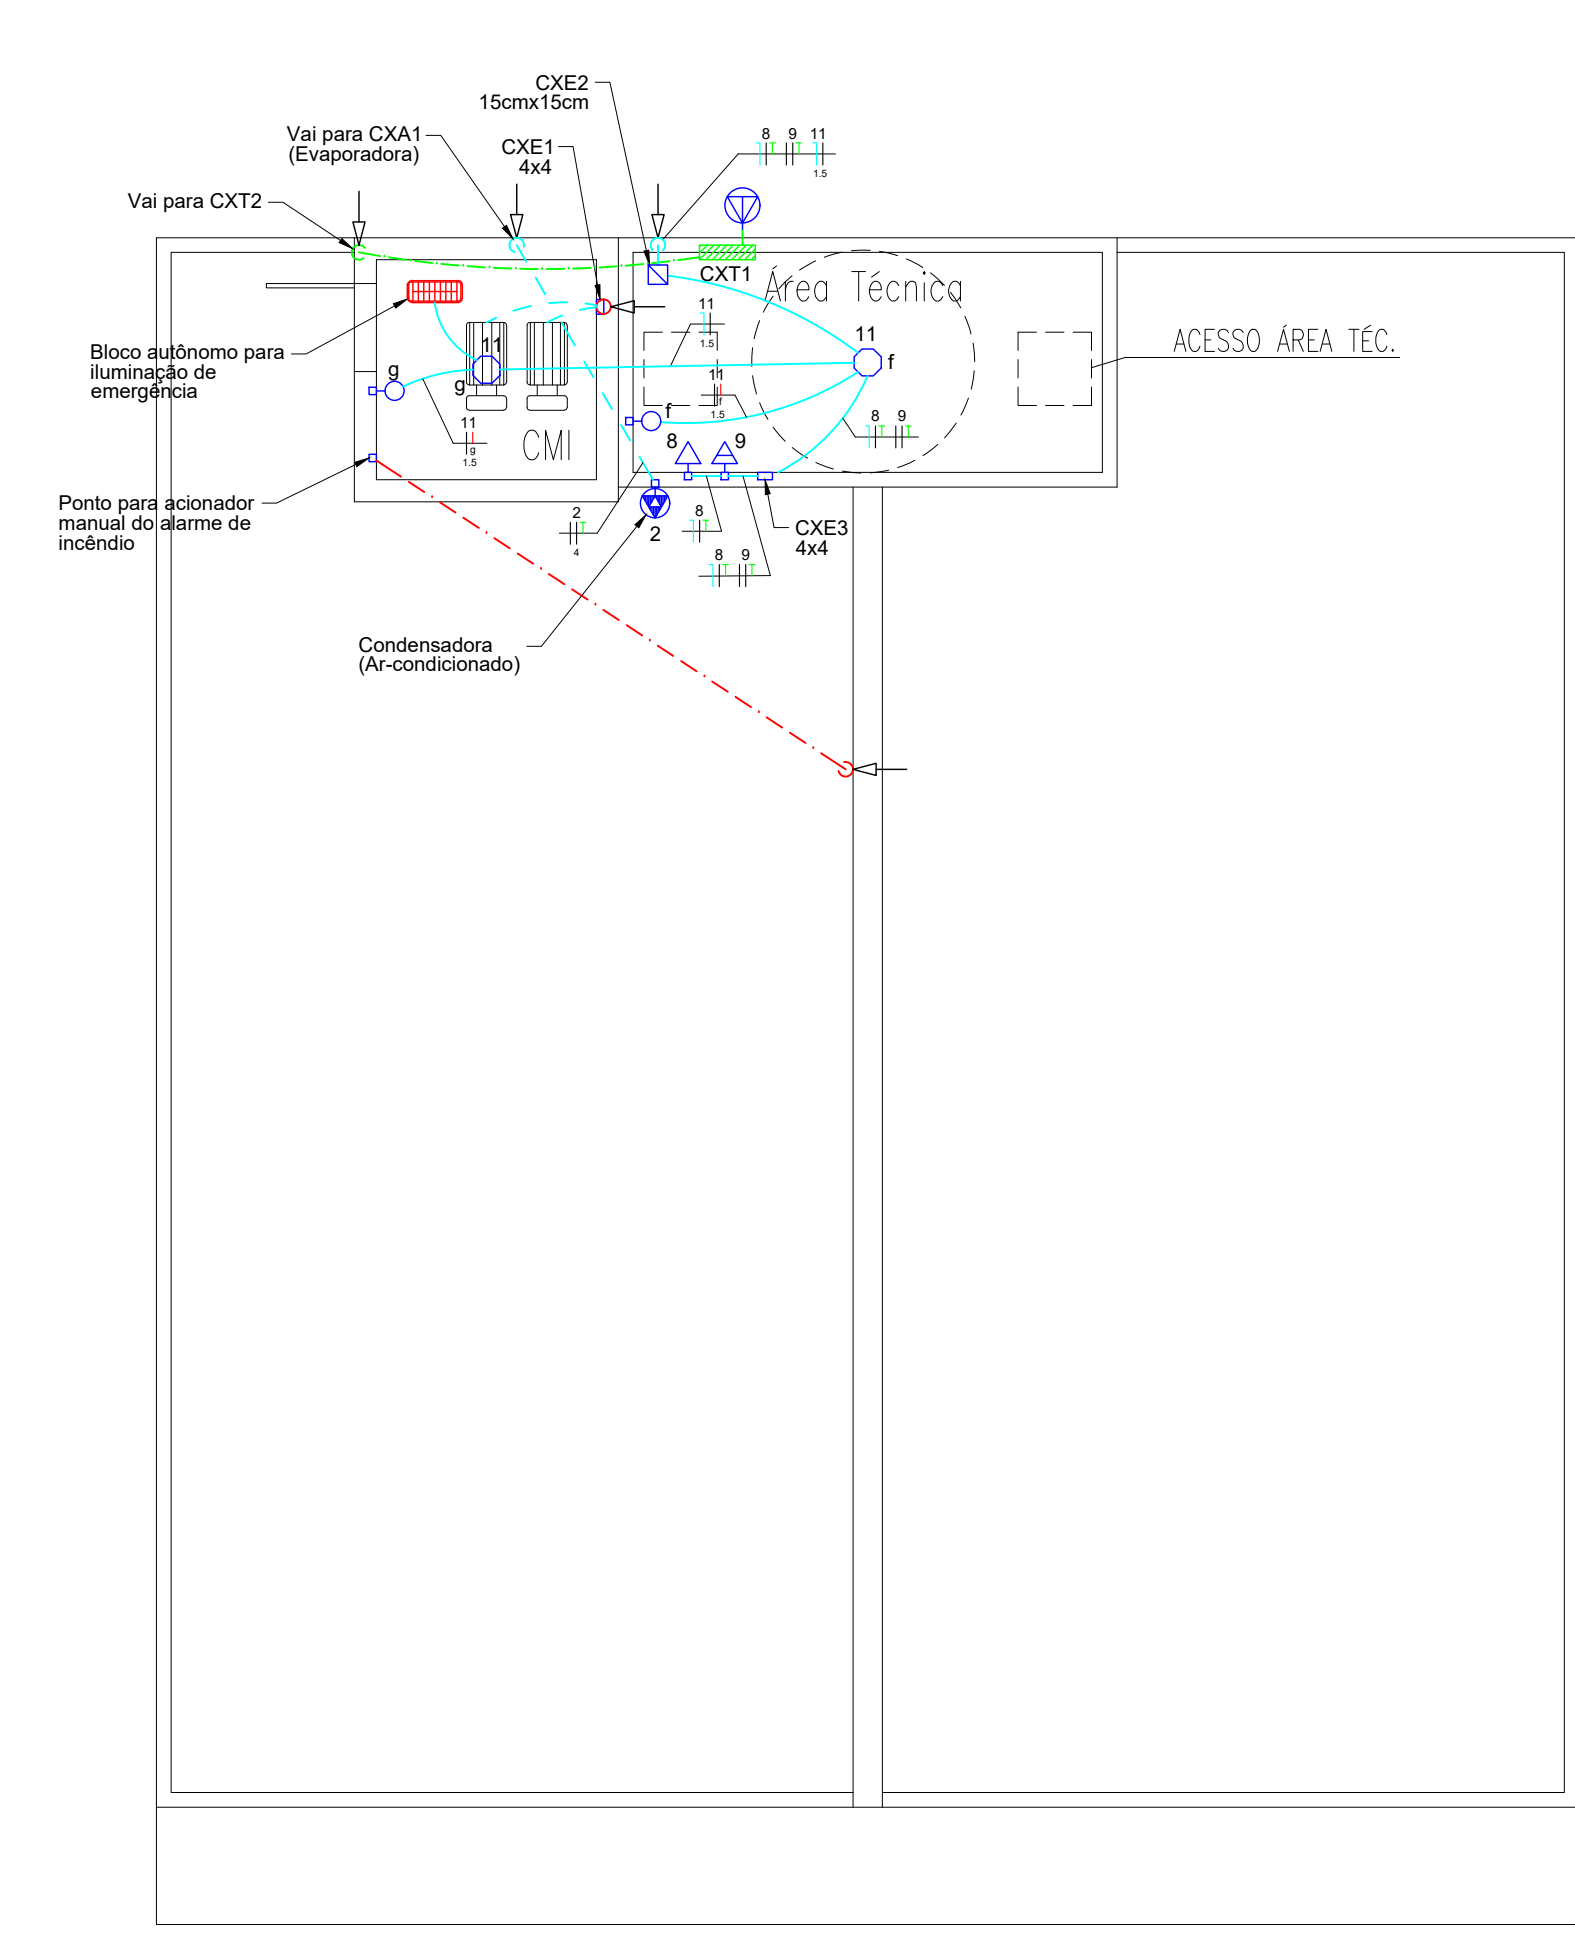 CXE2
15cmx15cm
Vai para CXA1
(Evaporadora)
CXE1
4x4
8 9 11
1.5
Vai para CXT2
CXT1
Área Técnica
11
1.5
11
f
ACESSO ÁREA TÉC.
Bloco autônomo para
iluminação de
emergência
11
g
g
11
f
1.5
f
8 9
11
g
1.5
CMI
8
9
Ponto para acionador
manual do alarme de
incêndio
2
4
2
8
CXE3
4x4
8 9
Condensadora
(Ar-condicionado)